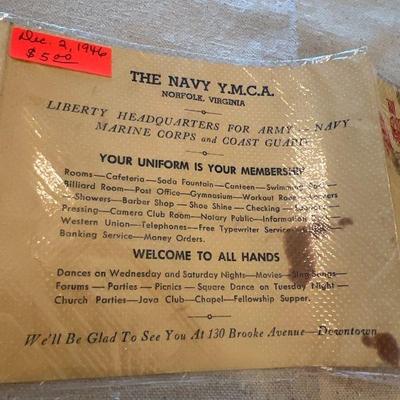 Dec. 2, 1946
$5.00
THE NAVY Y.M.C.A.
NORFOLK, VIRGINIA
LIBERTY HEADQUARTERS FOR ARMY – NAVY
MARINE CORPS and COAST GUARD
YOUR UNIFORM IS YOUR MEMBERSHIP
Rooms — Cafeteria — Soda Fountain — Canteen — Swimming Pool —
Billiard Room — Post Office — Gymnasium — Workout Room — Lockers
— Showers — Barber Shop — Shoe Shine — Checking —
Pressing — Camera Club Room — Notary Public — Information
Western Union — Telephones — Free Typewriter Service —
Banking Service — Money Orders.
WELCOME TO ALL HANDS
Dances on Wednesday and Saturday Nights — Movies — Sing Songs —
Forums — Parties — Picnics — Square Dance on Tuesday Night —
Church Parties — Java Club — Chapel — Fellowship Supper.
We'll Be Glad To See You At 130 Brooke Avenue — Downtown